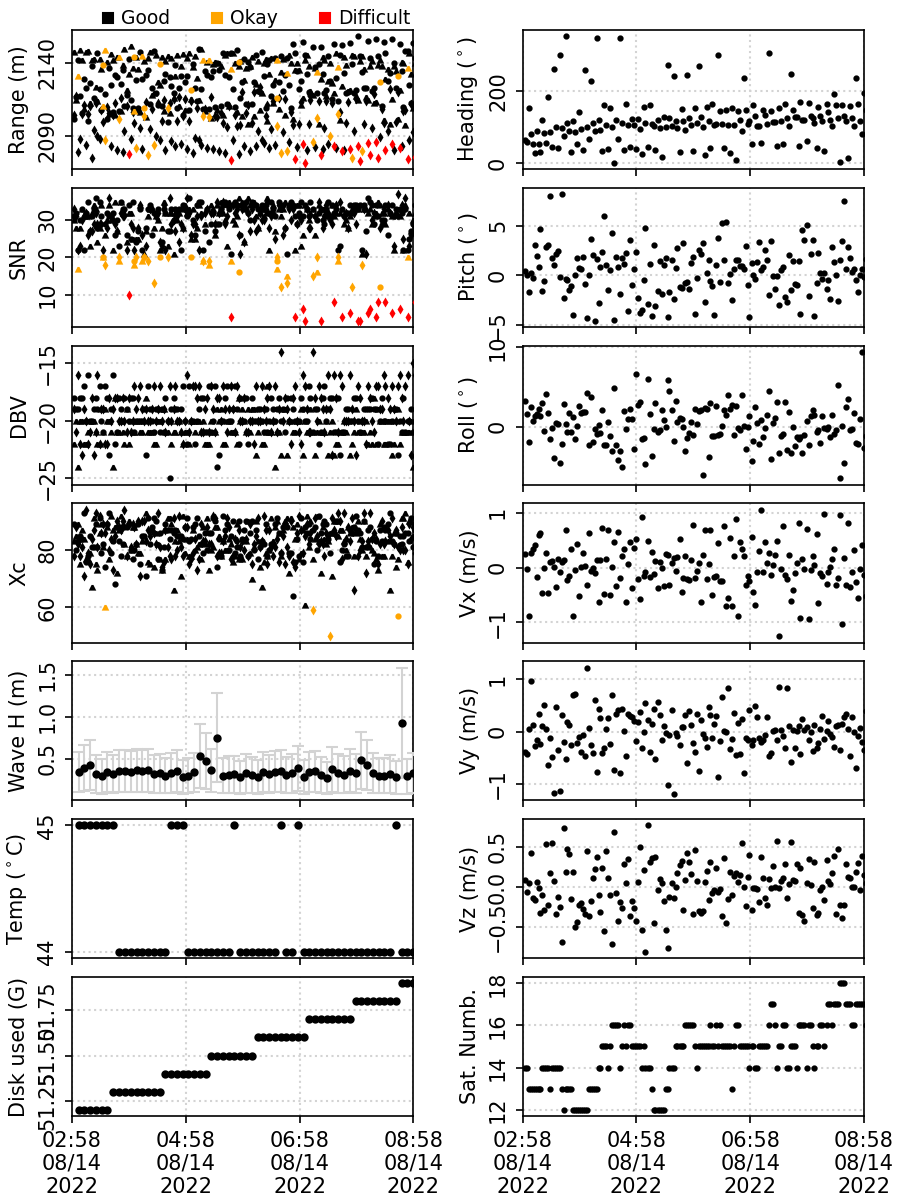 Good Okay Difficult
Range (m)
2140
2090
Heading (°)
200
0
SNR
30
20
10
Pitch (°)
5
0
−5
DBV
−15
−20
−25
Roll (°)
10
0
Xc
80
60
Vx (m/s)
1
0
−1
Wave H (m)
1.5
1.0
0.5
Vy (m/s)
1
0
−1
Temp (°C)
45
44
Vz (m/s)
0.5
0.0
−0.5
Disk used (G)
51.75
51.50
51.25
Sat. Numb.
18
16
14
12
02:58 04:58 06:58 08:58 02:58 04:58 06:58 08:58
08/14 08/14 08/14 08/14 08/14 08/14 08/14 08/14
2022 2022 2022 2022 2022 2022 2022 2022